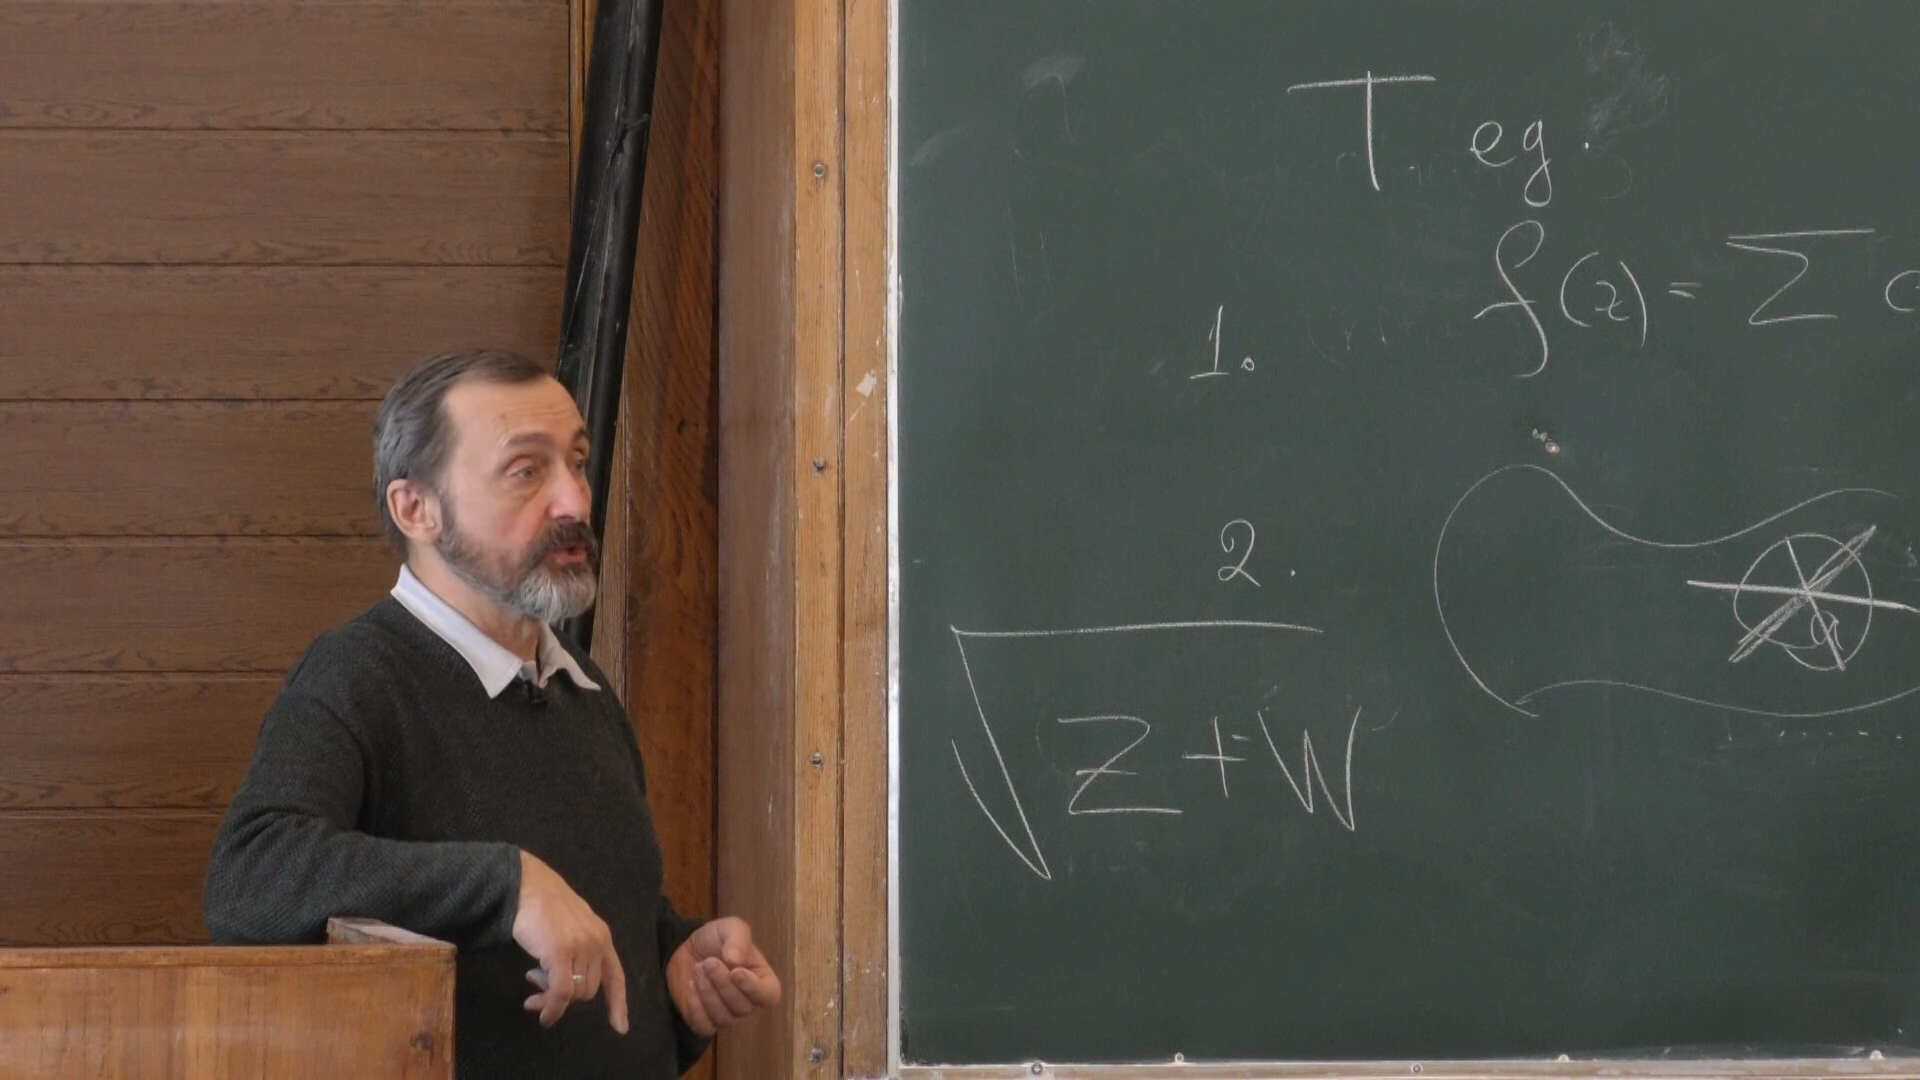 T eg.
1. f(z) = Σ c
2.
a
√Z+W